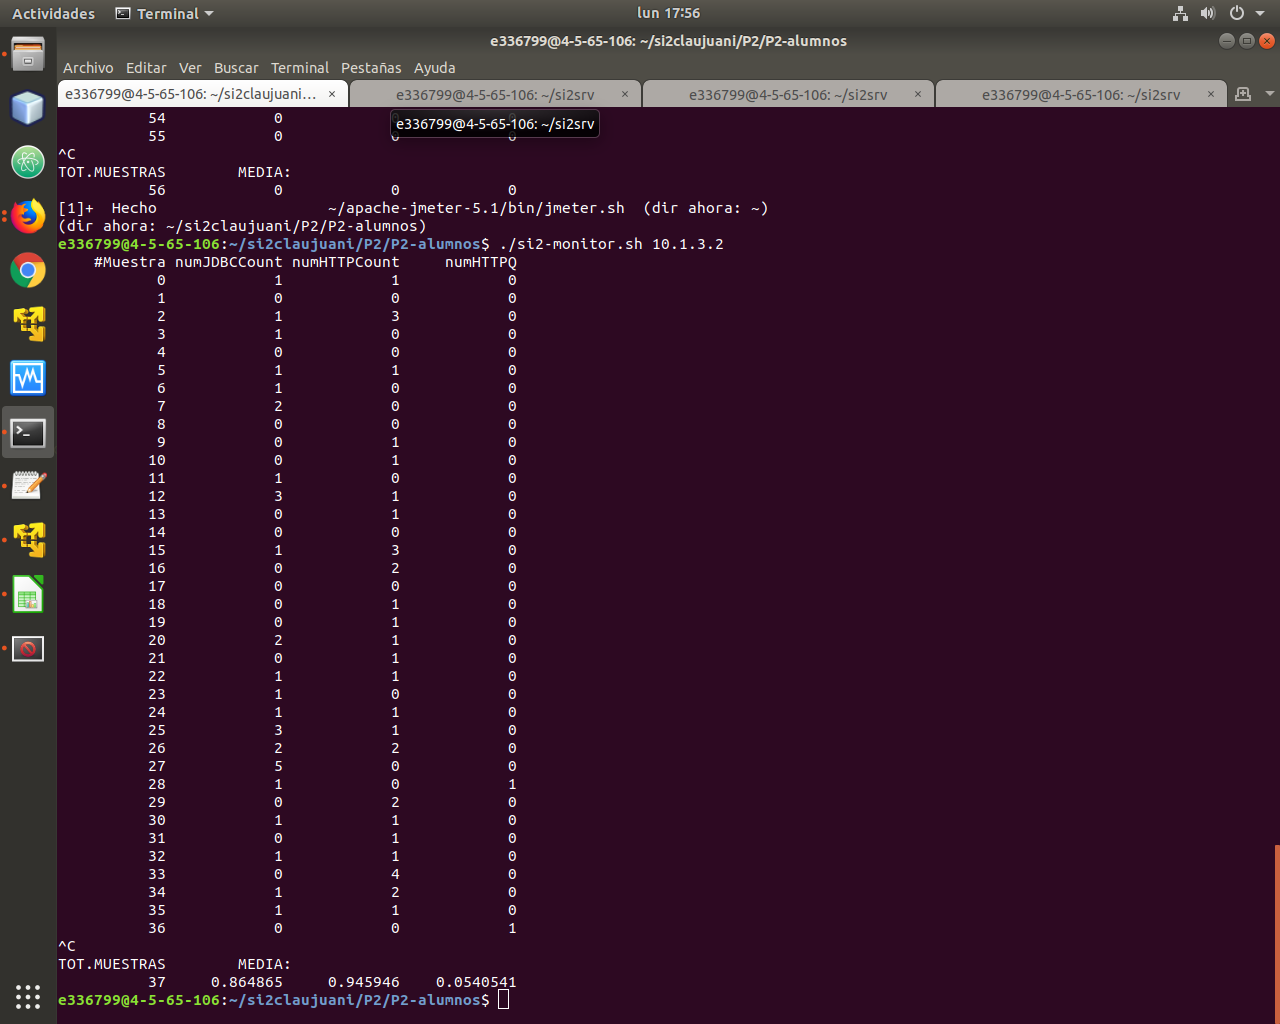 Actividades Terminal lun 17:56
e336799@4-5-65-106: ~/si2claujuani/P2/P2-alumnos
Archivo Editar Ver Buscar Terminal Pestañas Ayuda
e336799@4-5-65-106: ~/si2claujuani... × e336799@4-5-65-106: ~/si2srv × e336799@4-5-65-106: ~/si2srv × e336799@4-5-65-106: ~/si2srv ×
54 0 0
e336799@4-5-65-106: ~/si2srv
55 0 0 0
^C
TOT.MUESTRAS MEDIA:
56 0 0 0
[1]+ Hecho ~/apache-jmeter-5.1/bin/jmeter.sh (dir ahora: ~)
(dir ahora: ~/si2claujuani/P2/P2-alumnos)
e336799@4-5-65-106:~/si2claujuani/P2/P2-alumnos$ ./si2-monitor.sh 10.1.3.2
#Muestra numJDBCCount numHTTPCount numHTTPQ
0 1 1 0
1 0 0 0
2 1 3 0
3 1 0 0
4 0 0 0
5 1 1 0
6 1 0 0
7 2 0 0
8 0 0 0
9 0 1 0
10 0 1 0
11 1 0 0
12 3 1 0
13 0 1 0
14 0 0 0
15 1 3 0
16 0 2 0
17 0 0 0
18 0 1 0
19 0 1 0
20 2 1 0
21 0 1 0
22 1 1 0
23 1 0 0
24 1 1 0
25 3 1 0
26 2 2 0
27 5 0 0
28 1 0 1
29 0 2 0
30 1 1 0
31 0 1 0
32 1 1 0
33 0 4 0
34 1 2 0
35 1 1 0
36 0 0 1
^C
TOT.MUESTRAS MEDIA:
37 0.864865 0.945946 0.0540541
e336799@4-5-65-106:~/si2claujuani/P2/P2-alumnos$